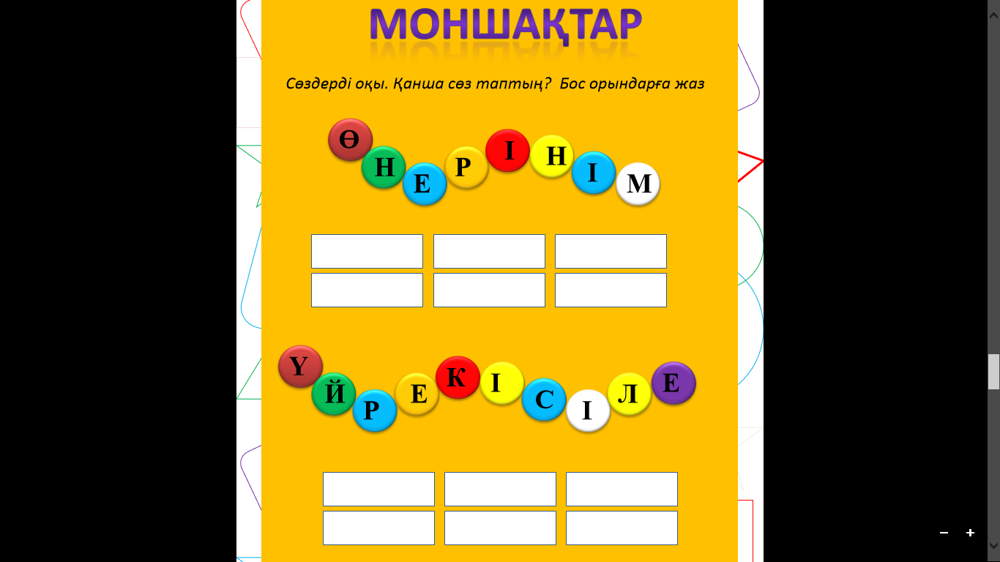 МОНШАҚТАР
Сөздерді оқы. Қанша сөз таптың? Бос орындарға жаз
ӨНЕРІНІМ
ҮЙРЕКІСІЛЕ